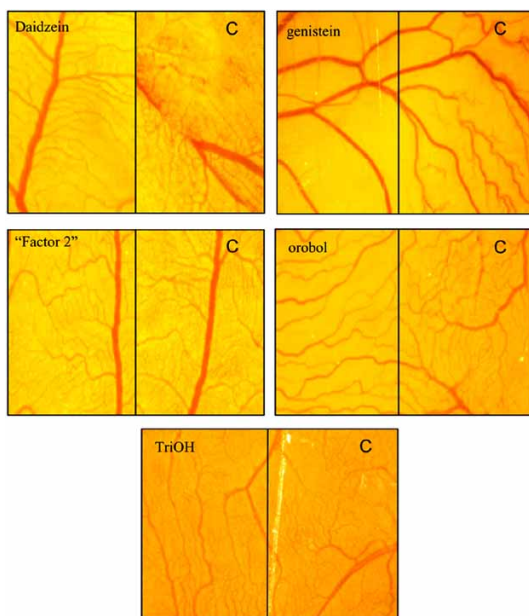 Daidzein C
genistein C
"Factor 2" C
orobol C
TriOH C